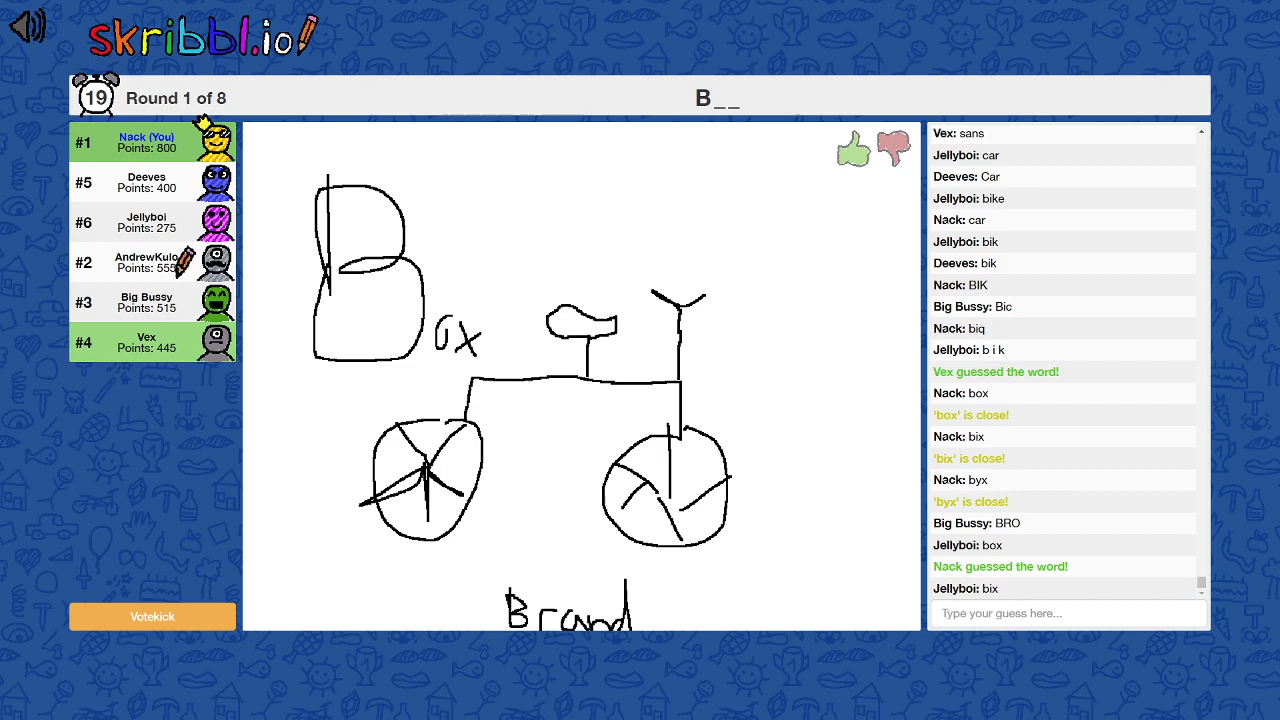 skribbl.io
19 Round 1 of 8 B__
#1 Nack (You)
Points: 800
#5 Deeves
Points: 400
#6 Jellyboi
Points: 275
#2 AndrewKulo
Points: 555
#3 Big Bussy
Points: 515
#4 Vex
Points: 445
Votekick
B
ox
Brand
Vex: sans
Jellyboi: car
Deeves: Car
Jellyboi: bike
Nack: car
Jellyboi: bik
Deeves: bik
Nack: BIK
Big Bussy: Bic
Nack: biq
Jellyboi: b i k
Vex guessed the word!
Nack: box
'box' is close!
Nack: bix
'bix' is close!
Nack: byx
'byx' is close!
Big Bussy: BRO
Jellyboi: box
Nack guessed the word!
Jellyboi: bix
Type your guess here...